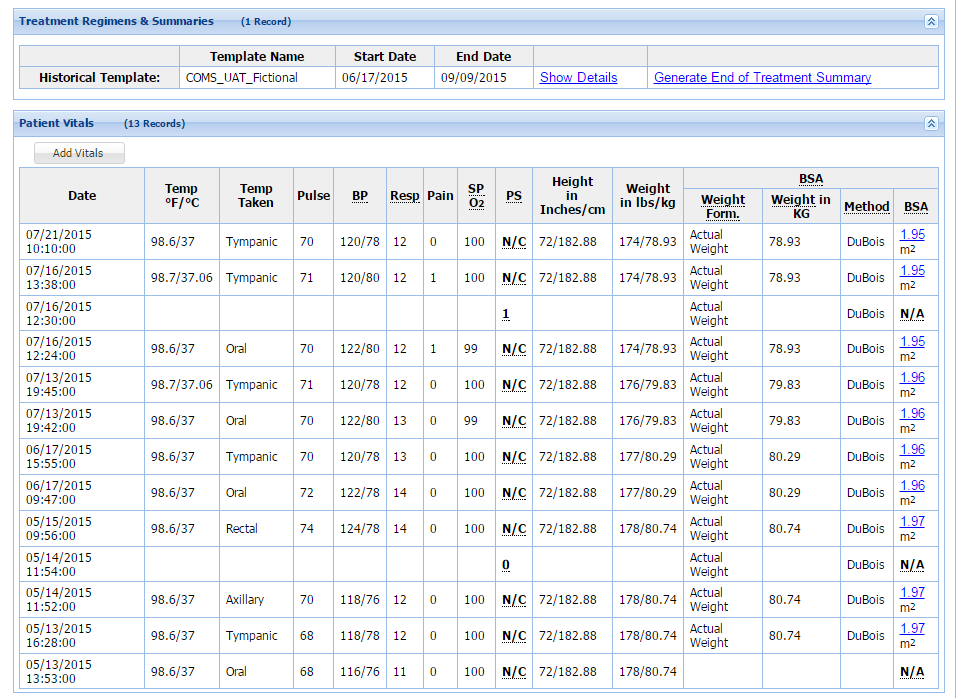 Treatment Regimens & Summaries (1 Record)
Template Name Start Date End Date
Historical Template: COMS_UAT_Fictional 06/17/2015 09/09/2015 Show Details Generate End of Treatment Summary
Patient Vitals (13 Records)
Add Vitals
Date Temp °F/°C Temp Taken Pulse BP Resp Pain SP O2 PS Height in Inches/cm Weight in lbs/kg BSA
Weight Form. Weight in KG Method BSA
07/21/2015 10:10:00 98.6/37 Tympanic 70 120/78 12 0 100 N/C 72/182.88 174/78.93 Actual Weight 78.93 DuBois 1.95 m2
07/16/2015 13:38:00 98.7/37.06 Tympanic 71 120/80 12 1 100 N/C 72/182.88 174/78.93 Actual Weight 78.93 DuBois 1.95 m2
07/16/2015 12:30:00 1 Actual Weight DuBois N/A
07/16/2015 12:24:00 98.6/37 Oral 70 122/80 12 1 99 N/C 72/182.88 174/78.93 Actual Weight 78.93 DuBois 1.95 m2
07/13/2015 19:45:00 98.7/37.06 Tympanic 71 120/78 12 0 100 N/C 72/182.88 176/79.83 Actual Weight 79.83 DuBois 1.96 m2
07/13/2015 19:42:00 98.6/37 Oral 70 122/80 13 0 99 N/C 72/182.88 176/79.83 Actual Weight 79.83 DuBois 1.96 m2
06/17/2015 15:55:00 98.6/37 Tympanic 70 120/78 13 0 100 N/C 72/182.88 177/80.29 Actual Weight 80.29 DuBois 1.96 m2
06/17/2015 09:47:00 98.6/37 Oral 72 122/78 14 0 100 N/C 72/182.88 177/80.29 Actual Weight 80.29 DuBois 1.96 m2
05/15/2015 09:56:00 98.6/37 Rectal 74 124/78 14 0 100 N/C 72/182.88 178/80.74 Actual Weight 80.74 DuBois 1.97 m2
05/14/2015 11:54:00 0 Actual Weight DuBois N/A
05/14/2015 11:52:00 98.6/37 Axillary 70 118/76 12 0 100 N/C 72/182.88 178/80.74 Actual Weight 80.74 DuBois 1.97 m2
05/13/2015 16:28:00 98.6/37 Tympanic 68 118/78 12 0 100 N/C 72/182.88 178/80.74 Actual Weight 80.74 DuBois 1.97 m2
05/13/2015 13:53:00 98.6/37 Oral 68 116/76 11 0 100 N/C 72/182.88 178/80.74 N/A